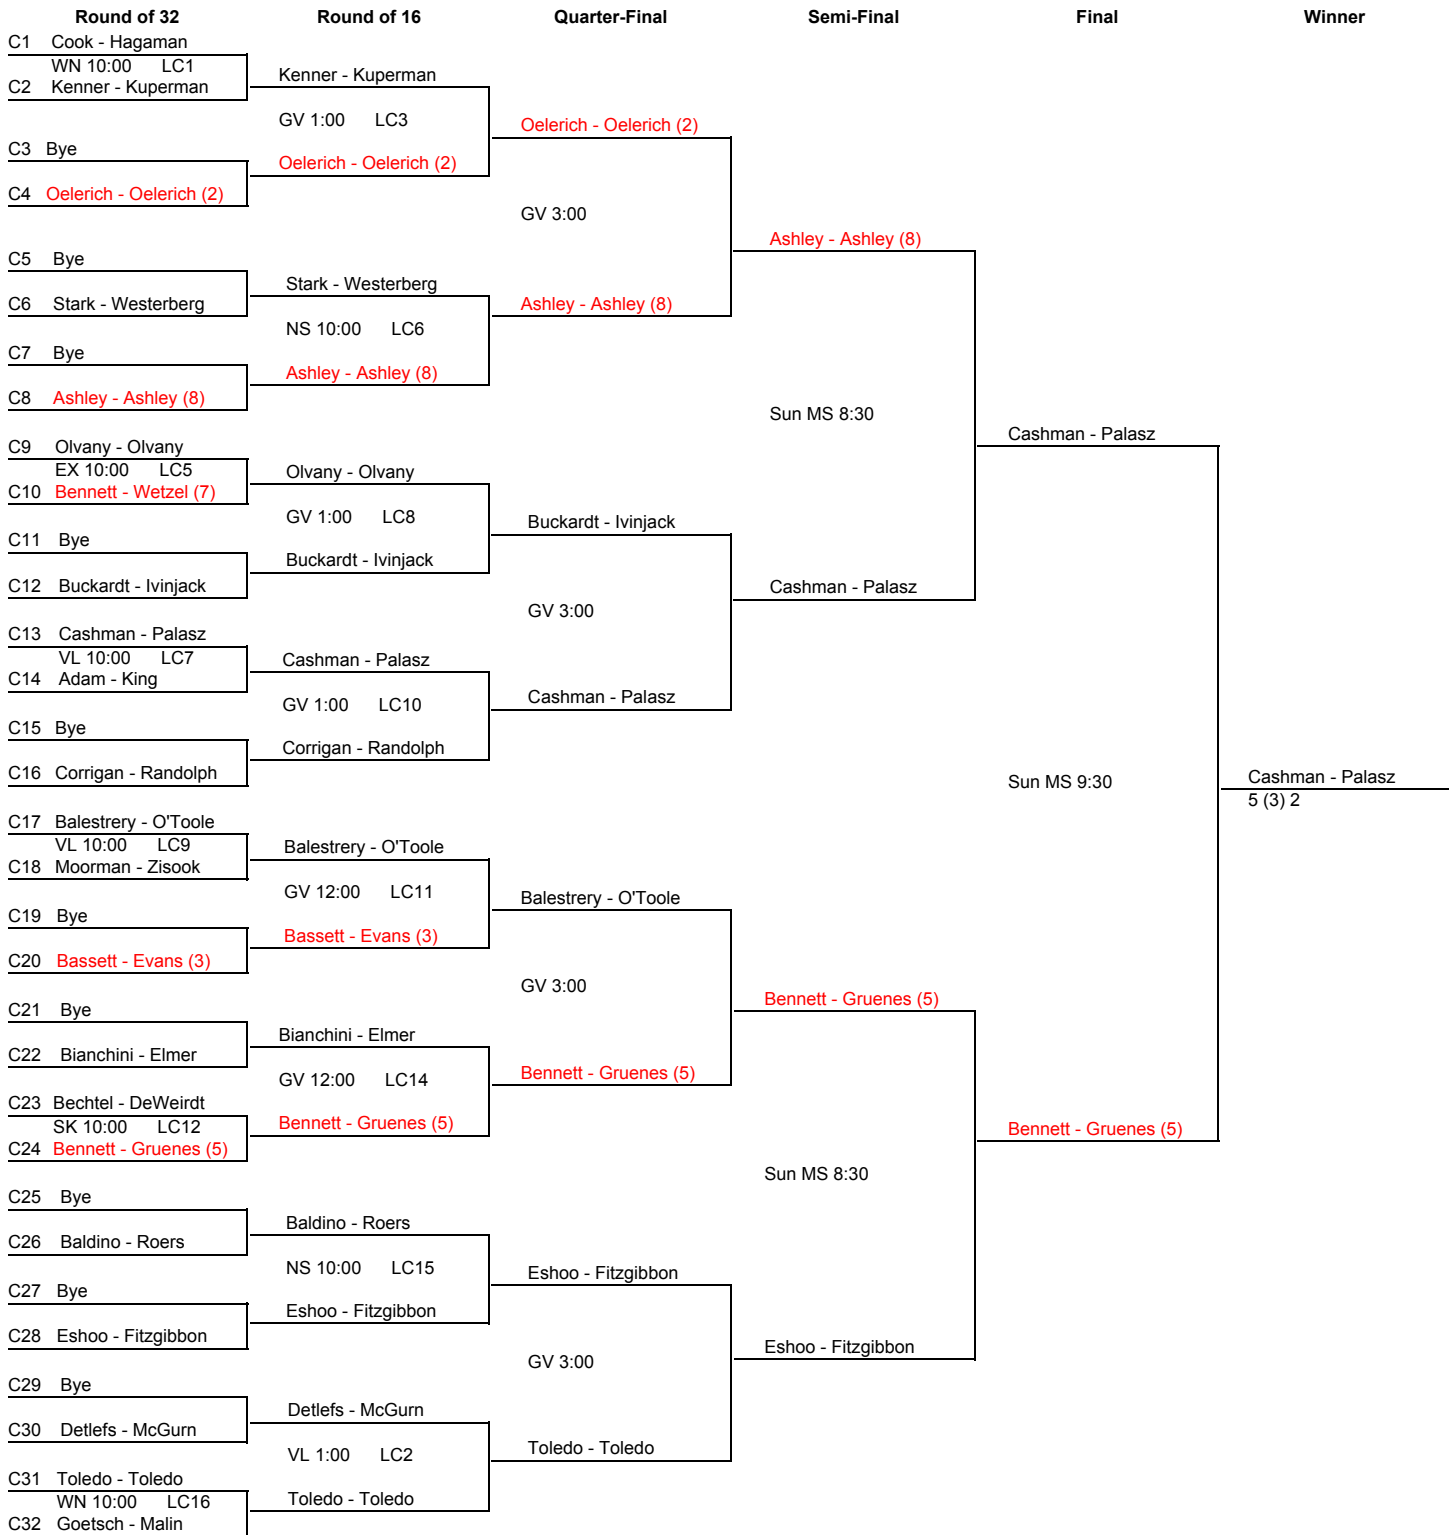 Round of 32 Round of 16 Quarter-Final Semi-Final Final Winner
C1 Cook - Hagaman
WN 10:00 LC1
C2 Kenner - Kuperman
C3 Bye
C4 Oelerich - Oelerich (2)
C5 Bye
C6 Stark - Westerberg
C7 Bye
C8 Ashley - Ashley (8)
C9 Olvany - Olvany
EX 10:00 LC5
C10 Bennett - Wetzel (7)
C11 Bye
C12 Buckardt - Ivinjack
C13 Cashman - Palasz
VL 10:00 LC7
C14 Adam - King
C15 Bye
C16 Corrigan - Randolph
C17 Balestrery - O'Toole
VL 10:00 LC9
C18 Moorman - Zisook
C19 Bye
C20 Bassett - Evans (3)
C21 Bye
C22 Bianchini - Elmer
C23 Bechtel - DeWeirdt
SK 10:00 LC12
C24 Bennett - Gruenes (5)
C25 Bye
C26 Baldino - Roers
C27 Bye
C28 Eshoo - Fitzgibbon
C29 Bye
C30 Detlefs - McGurn
C31 Toledo - Toledo
WN 10:00 LC16
C32 Goetsch - Malin
Kenner - Kuperman
GV 1:00 LC3
Oelerich - Oelerich (2)
Stark - Westerberg
NS 10:00 LC6
Ashley - Ashley (8)
Olvany - Olvany
GV 1:00 LC8
Buckardt - Ivinjack
Cashman - Palasz
GV 1:00 LC10
Corrigan - Randolph
Balestrery - O'Toole
GV 12:00 LC11
Bassett - Evans (3)
Bianchini - Elmer
GV 12:00 LC14
Bennett - Gruenes (5)
Baldino - Roers
NS 10:00 LC15
Eshoo - Fitzgibbon
Detlefs - McGurn
VL 1:00 LC2
Toledo - Toledo
Oelerich - Oelerich (2)
GV 3:00
Ashley - Ashley (8)
Buckardt - Ivinjack
GV 3:00
Cashman - Palasz
Balestrery - O'Toole
GV 3:00
Bennett - Gruenes (5)
Eshoo - Fitzgibbon
GV 3:00
Toledo - Toledo
Ashley - Ashley (8)
Sun MS 8:30
Cashman - Palasz
Bennett - Gruenes (5)
Sun MS 8:30
Eshoo - Fitzgibbon
Cashman - Palasz
Sun MS 9:30
Bennett - Gruenes (5)
Cashman - Palasz
5 (3) 2